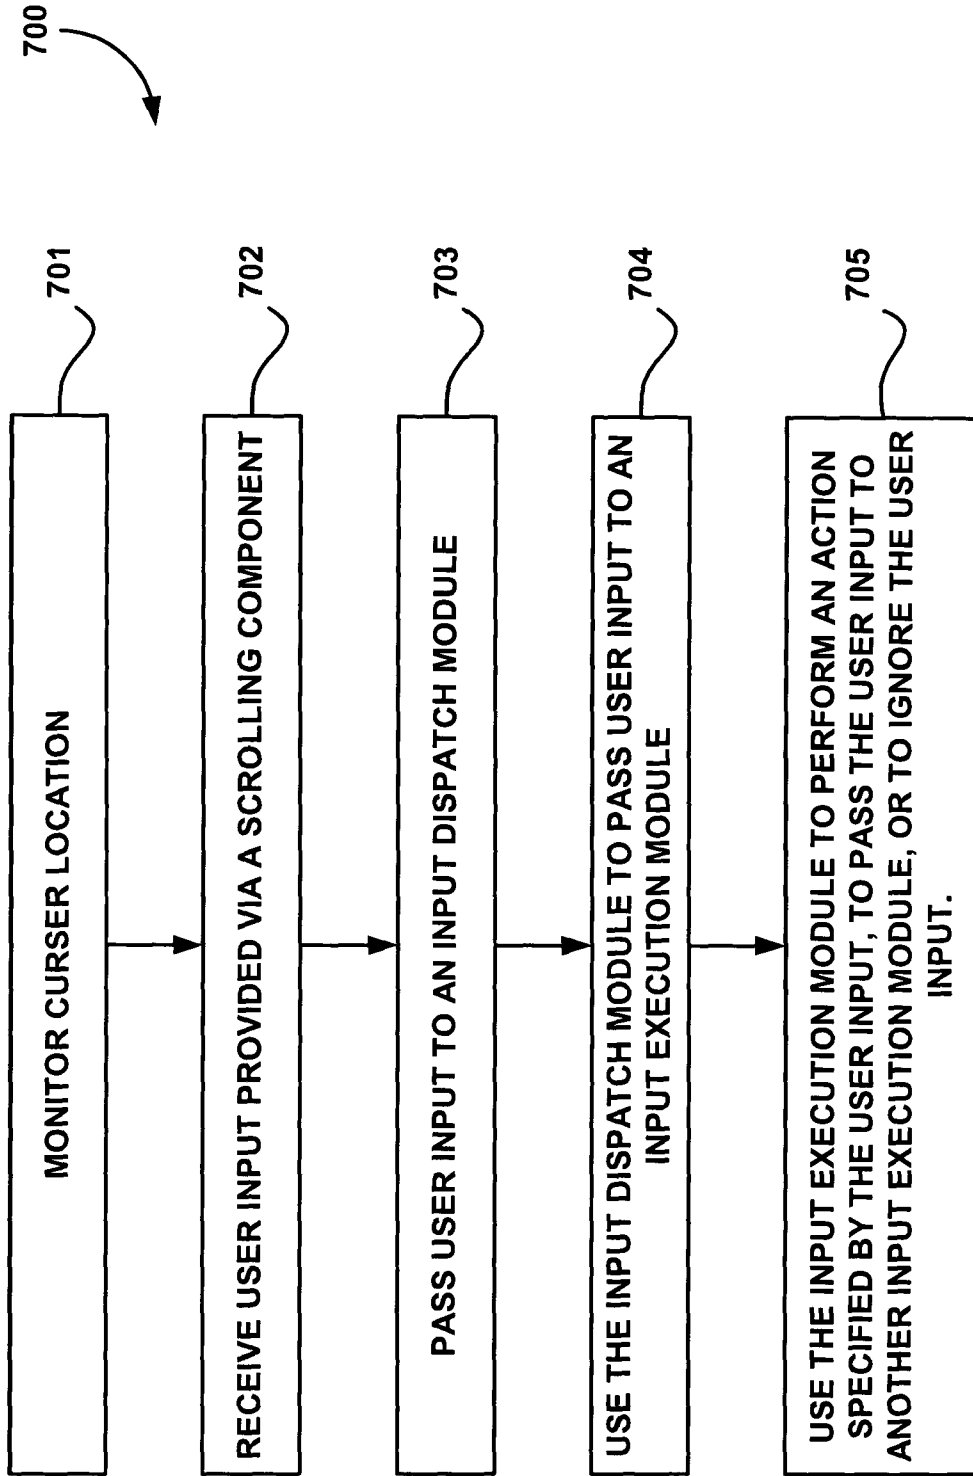 700
MONITOR CURSER LOCATION
701
RECEIVE USER INPUT PROVIDED VIA A SCROLLING COMPONENT
702
PASS USER INPUT TO AN INPUT DISPATCH MODULE
703
USE THE INPUT DISPATCH MODULE TO PASS USER INPUT TO AN
INPUT EXECUTION MODULE
704
USE THE INPUT EXECUTION MODULE TO PERFORM AN ACTION
SPECIFIED BY THE USER INPUT, TO PASS THE USER INPUT TO
ANOTHER INPUT EXECUTION MODULE, OR TO IGNORE THE USER
INPUT.
705